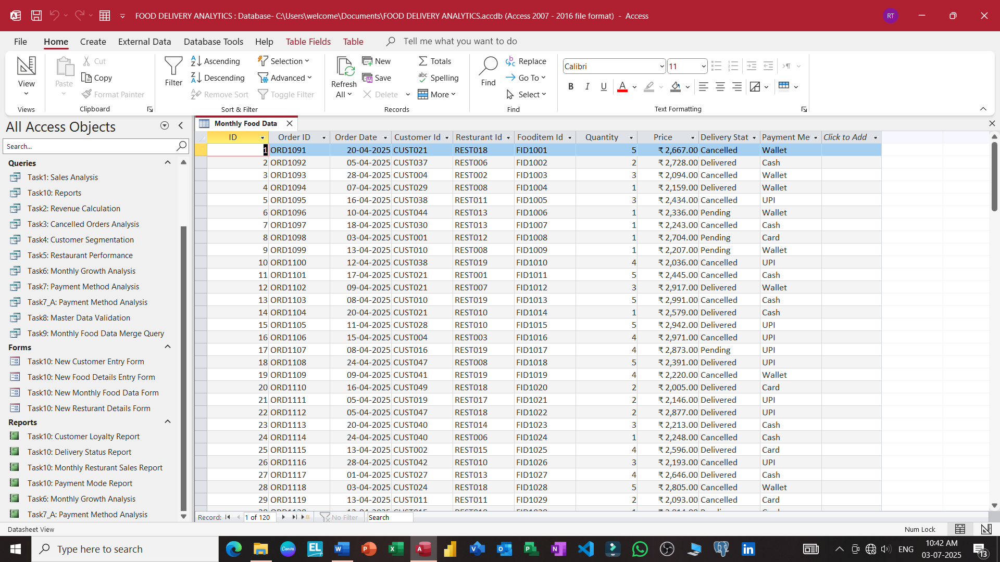 FOOD DELIVERY ANALYTICS : Database- C:\Users\welcome\Documents\FOOD DELIVERY ANALYTICS.accdb (Access 2007 - 2016 file format) - Access
RT
File Home Create External Data Database Tools Help Table Fields Table Tell me what you want to do
View
Views
Paste
Cut
Copy
Format Painter
Clipboard
Filter
Ascending
Descending
Remove Sort
Selection
Advanced
Toggle Filter
Sort & Filter
Refresh
All
New
Save
Delete
Totals
Spelling
More
Records
Find
Replace
Go To
Select
Find
Calibri 11
B I U A
Text Formatting
All Access Objects
Search...
Queries
Task1: Sales Analysis
Task10: Reports
Task2: Revenue Calculation
Task3: Cancelled Orders Analysis
Task4: Customer Segmentation
Task5: Restaurant Performance
Task6: Monthly Growth Analysis
Task7: Payment Method Analysis
Task7_A: Payment Method Analysis
Task8: Master Data Validation
Task9: Monthly Food Data Merge Query
Forms
Task10: New Customer Entry Form
Task10: New Food Details Entry Form
Task10: New Monthly Food Data Form
Task10: New Resturant Details Form
Reports
Task10: Customer Loyalty Report
Task10: Delivery Status Report
Task10: Monthly Resturant Sales Report
Task10: Payment Mode Report
Task6: Monthly Growth Analysis
Task7_A: Payment Method Analysis
Monthly Food Data
ID Order ID Order Date Customer Id Resturant Id Fooditem Id Quantity Price Delivery Stat Payment Me Click to Add
1 ORD1091 20-04-2025 CUST021 REST018 FID1001 5 ₹ 2,667.00 Cancelled Wallet
2 ORD1092 05-04-2025 CUST037 REST006 FID1002 2 ₹ 2,728.00 Delivered Cash
3 ORD1093 28-04-2025 CUST004 REST002 FID1003 3 ₹ 2,094.00 Cancelled Wallet
4 ORD1094 07-04-2025 CUST029 REST008 FID1004 1 ₹ 2,159.00 Delivered Wallet
5 ORD1095 16-04-2025 CUST038 REST011 FID1005 3 ₹ 2,434.00 Cancelled UPI
6 ORD1096 10-04-2025 CUST044 REST013 FID1006 1 ₹ 2,336.00 Pending Wallet
7 ORD1097 18-04-2025 CUST030 REST013 FID1007 1 ₹ 2,243.00 Cancelled Cash
8 ORD1098 03-04-2025 CUST001 REST012 FID1008 1 ₹ 2,704.00 Pending Card
9 ORD1099 13-04-2025 CUST010 REST008 FID1009 1 ₹ 2,207.00 Pending Wallet
10 ORD1100 12-04-2025 CUST038 REST019 FID1010 4 ₹ 2,036.00 Cancelled UPI
11 ORD1101 17-04-2025 CUST021 REST001 FID1011 5 ₹ 2,445.00 Cancelled Cash
12 ORD1102 09-04-2025 CUST021 REST007 FID1012 3 ₹ 2,917.00 Delivered Wallet
13 ORD1103 08-04-2025 CUST010 REST019 FID1013 5 ₹ 2,991.00 Cancelled Cash
14 ORD1104 20-04-2025 CUST021 REST010 FID1014 1 ₹ 2,579.00 Delivered Cash
15 ORD1105 11-04-2025 CUST028 REST010 FID1015 5 ₹ 2,942.00 Delivered UPI
16 ORD1106 15-04-2025 CUST004 REST003 FID1016 4 ₹ 2,971.00 Cancelled UPI
17 ORD1107 08-04-2025 CUST016 REST019 FID1017 4 ₹ 2,873.00 Pending UPI
18 ORD1108 24-04-2025 CUST047 REST008 FID1018 5 ₹ 2,391.00 Delivered UPI
19 ORD1109 09-04-2025 CUST041 REST019 FID1019 4 ₹ 2,220.00 Cancelled Wallet
20 ORD1110 16-04-2025 CUST049 REST018 FID1020 2 ₹ 2,005.00 Delivered Card
21 ORD1111 05-04-2025 CUST019 REST017 FID1021 2 ₹ 2,146.00 Delivered UPI
22 ORD1112 05-04-2025 CUST047 REST018 FID1022 2 ₹ 2,877.00 Delivered UPI
23 ORD1113 20-04-2025 CUST040 REST014 FID1023 3 ₹ 2,213.00 Delivered Cash
24 ORD1114 24-04-2025 CUST040 REST006 FID1024 1 ₹ 2,248.00 Cancelled Cash
25 ORD1115 13-04-2025 CUST002 REST015 FID1025 4 ₹ 2,596.00 Delivered Card
26 ORD1116 28-04-2025 CUST042 REST010 FID1026 3 ₹ 2,193.00 Cancelled UPI
27 ORD1117 01-04-2025 CUST027 REST013 FID1027 4 ₹ 2,646.00 Delivered Cash
28 ORD1118 03-04-2025 CUST024 REST018 FID1028 5 ₹ 2,805.00 Cancelled Wallet
29 ORD1119 13-04-2025 CUST011 REST011 FID1029 2 ₹ 2,093.00 Cancelled Card
Record: 1 of 120 No Filter Search
Datasheet View Num Lock
Type here to search
Canva
EL
ENG
10:42 AM
03-07-2025
13